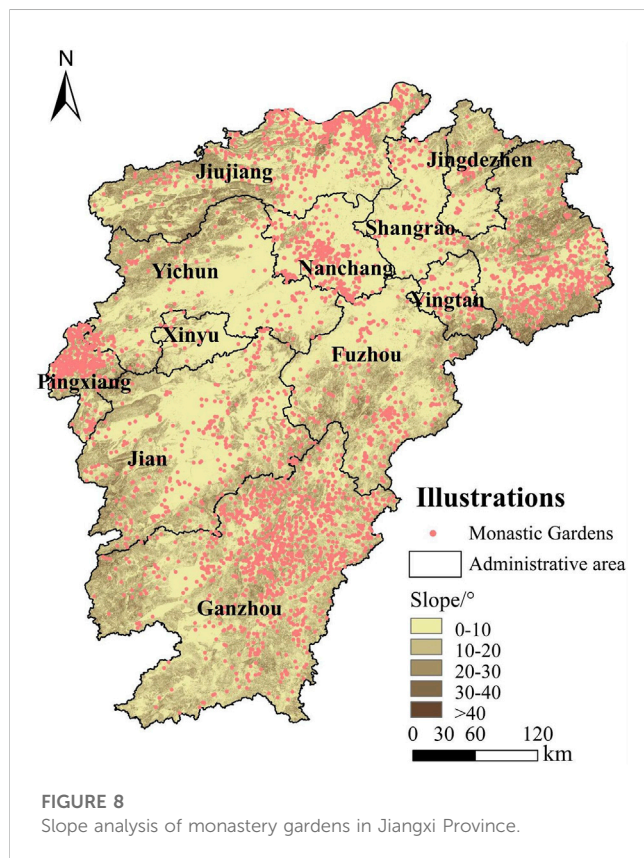 N
Jingdezhen
Jiujiang
Shangrao
Nanchang
Yichun
Yingtan
Xinyu
Fuzhou
Pingxiang
Jian
Ganzhou
Illustrations
Monastic Gardens
Administrative area
Slope/°
0-10
10-20
20-30
30-40
>40
0 30 60 120
km
FIGURE 8
Slope analysis of monastery gardens in Jiangxi Province.